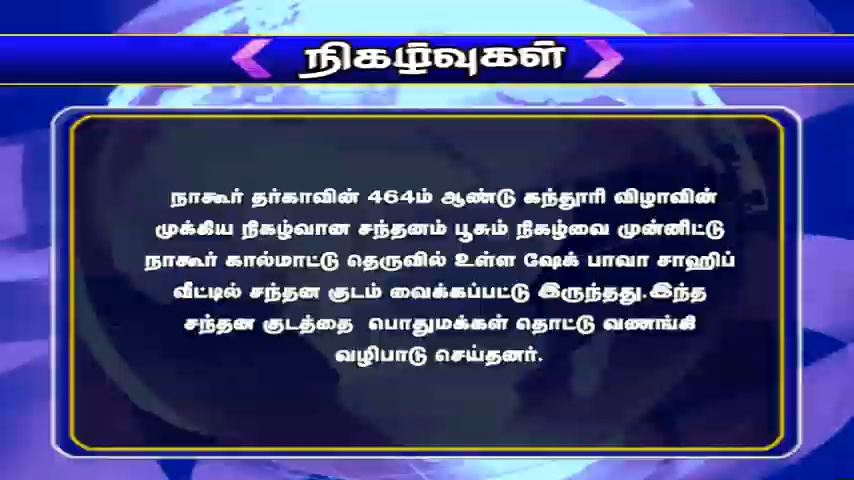 நிகழ்வுகள்
நாகூர் தர்காவின் 464ம் ஆண்டு கந்தூரி விழாவின்
முக்கிய நிகழ்வான சந்தனம் பூசும் நிகழ்வை முன்னிட்டு
நாகூர் கால்மாட்டு தெருவில் உள்ள ஷேக் பாவா சாஹிப்
வீட்டில் சந்தன குடம் வைக்கப்பட்டு இருந்தது.இந்த
சந்தன குடத்தை பொதுமக்கள் தொட்டு வணங்கி
வழிபாடு செய்தனர்.